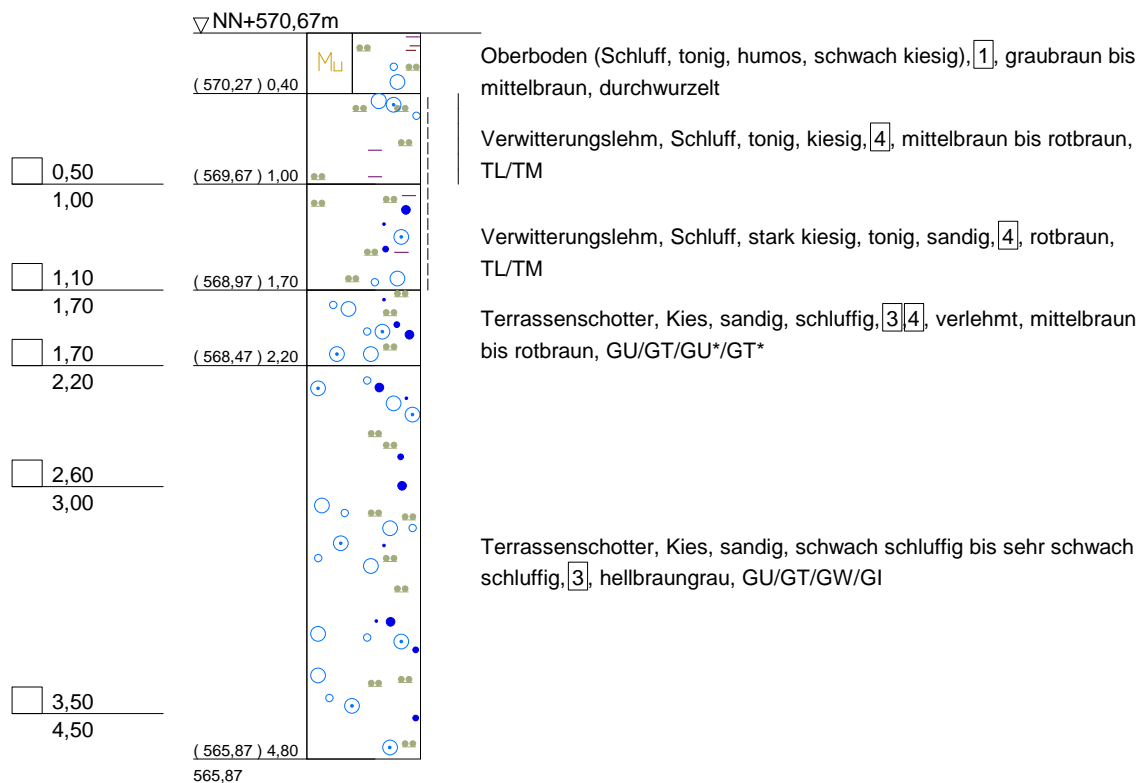 NN+570,67m
Mu
Oberboden (Schluff, tonig, humos, schwach kiesig), 1, graubraun bis
mittelbraun, durchwurzelt
( 570,27 ) 0,40
Verwitterungslehm, Schluff, tonig, kiesig, 4, mittelbraun bis rotbraun,
TL/TM
0,50
1,00
( 569,67 ) 1,00
Verwitterungslehm, Schluff, stark kiesig, tonig, sandig, 4, rotbraun,
TL/TM
1,10
1,70
( 568,97 ) 1,70
Terrassenschotter, Kies, sandig, schluffig, 3,4, verlehmt, mittelbraun
bis rotbraun, GU/GT/GU*/GT*
1,70
2,20
( 568,47 ) 2,20
2,60
3,00
Terrassenschotter, Kies, sandig, schwach schluffig bis sehr schwach
schluffig, 3, hellbraungrau, GU/GT/GW/GI
3,50
4,50
( 565,87 ) 4,80
565,87